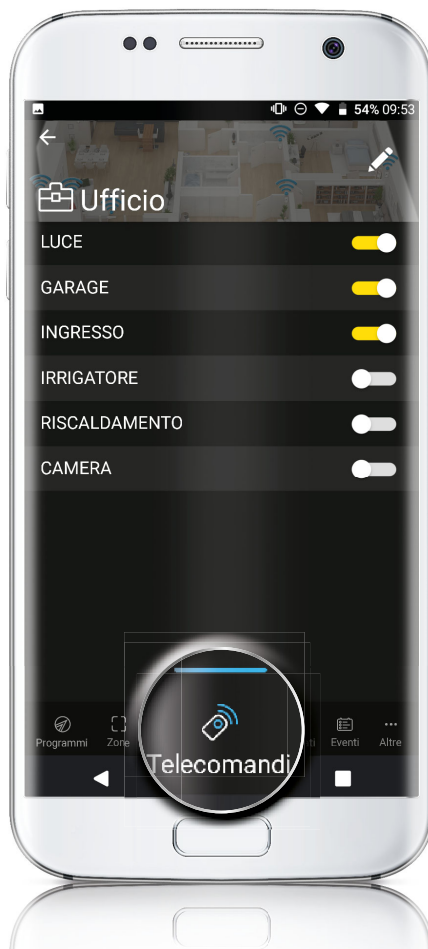 54% 09:53
Ufficio
LUCE
GARAGE
INGRESSO
IRRIGATORE
RISCALDAMENTO
CAMERA
Programmi
Zone
Telecomandi
Eventi
Altre